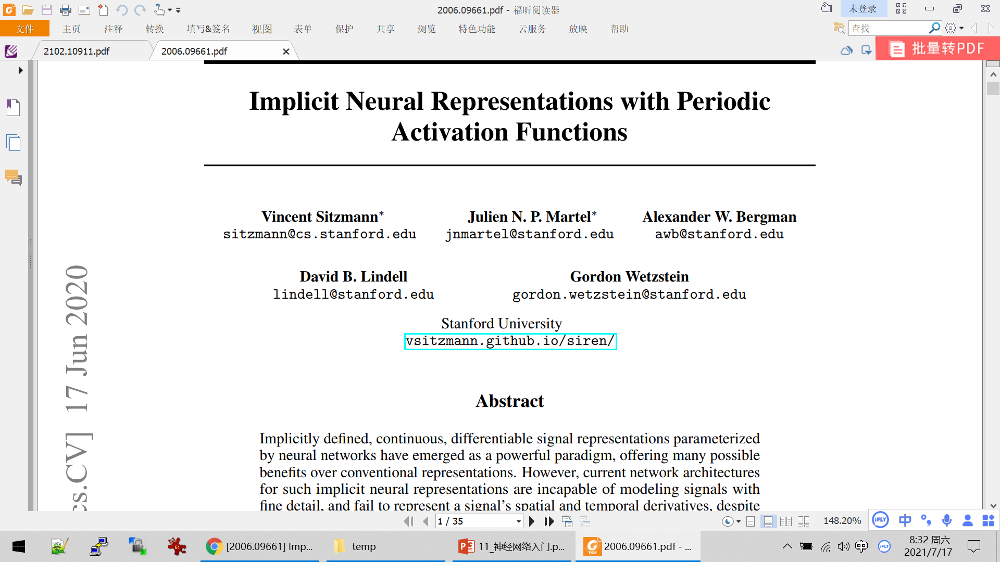 2006.09661.pdf - 福昕阅读器
未登录
文件
主页
注释
转换
填写&签名
视图
表单
保护
共享
浏览
特色功能
云服务
放映
帮助
查找
2102.10911.pdf
2006.09661.pdf
批量转PDF
Implicit Neural Representations with Periodic
Activation Functions
Vincent Sitzmann*
Julien N. P. Martel*
Alexander W. Bergman
sitzmann@cs.stanford.edu
jnmartel@stanford.edu
awb@stanford.edu
David B. Lindell
Gordon Wetzstein
lindell@stanford.edu
gordon.wetzstein@stanford.edu
Stanford University
vsitzmann.github.io/siren/
cs.CV] 17 Jun 2020
Abstract
Implicitly defined, continuous, differentiable signal representations parameterized
by neural networks have emerged as a powerful paradigm, offering many possible
benefits over conventional representations. However, current network architectures
for such implicit neural representations are incapable of modeling signals with
fine detail, and fail to represent a signal's spatial and temporal derivatives, despite
1 / 35
148.20%
iFLY
中
[2006.09661] Imp...
temp
11_神经网络入门.p...
2006.09661.pdf - ...
中
iFLY
8:32 周六
2021/7/17
64